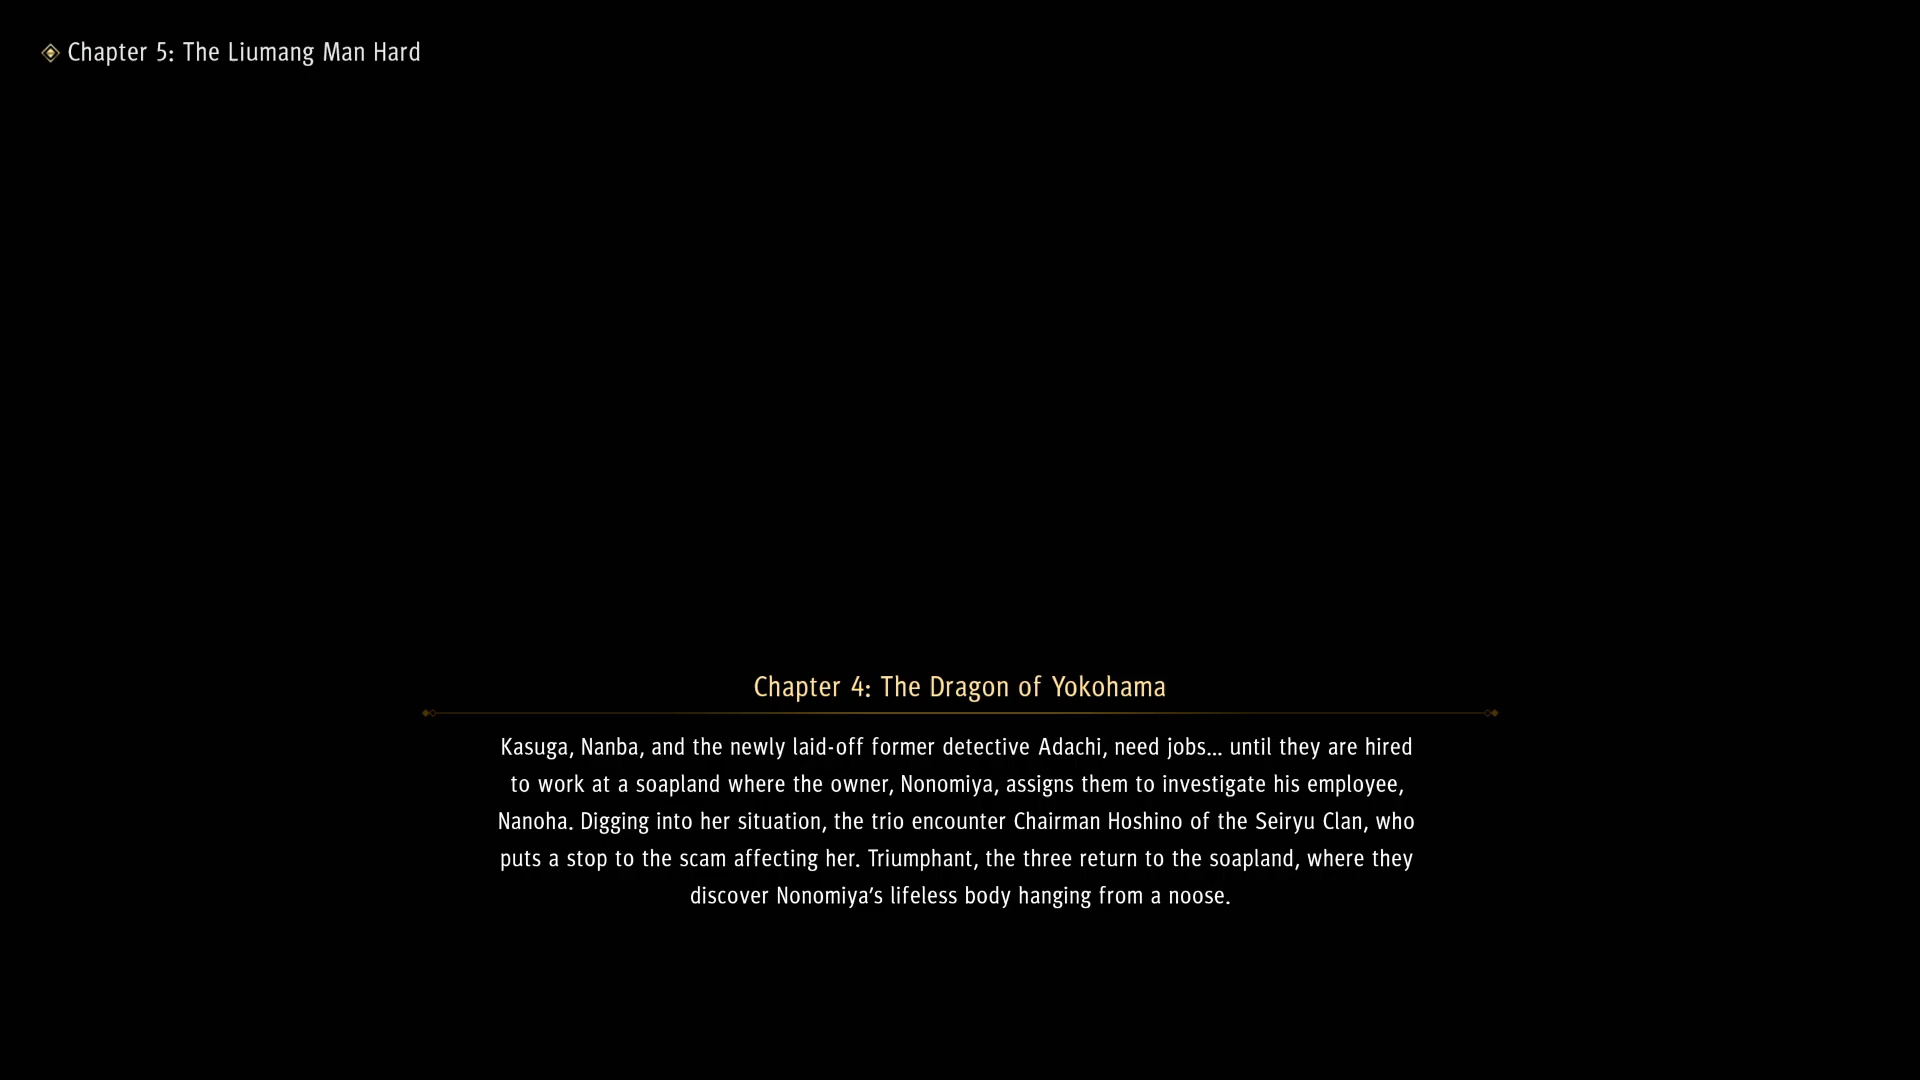 Chapter 5: The Liumang Man Hard
Chapter 4: The Dragon of Yokohama
Kasuga, Nanba, and the newly laid-off former detective Adachi, need jobs... until they are hired
to work at a soapland where the owner, Nonomiya, assigns them to investigate his employee,
Nanoha. Digging into her situation, the trio encounter Chairman Hoshino of the Seiryu Clan, who
puts a stop to the scam affecting her. Triumphant, the three return to the soapland, where they
discover Nonomiya’s lifeless body hanging from a noose.